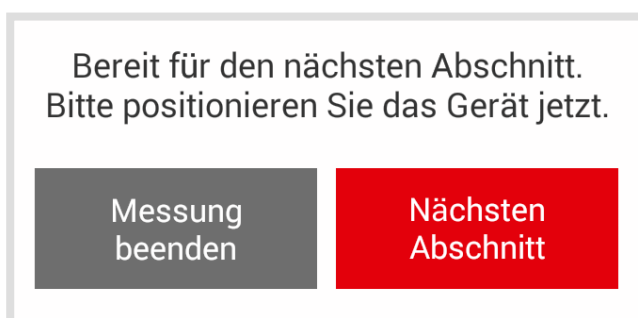 Bereit für den nächsten Abschnitt.
Bitte positionieren Sie das Gerät jetzt.
Messung
beenden
Nächsten
Abschnitt